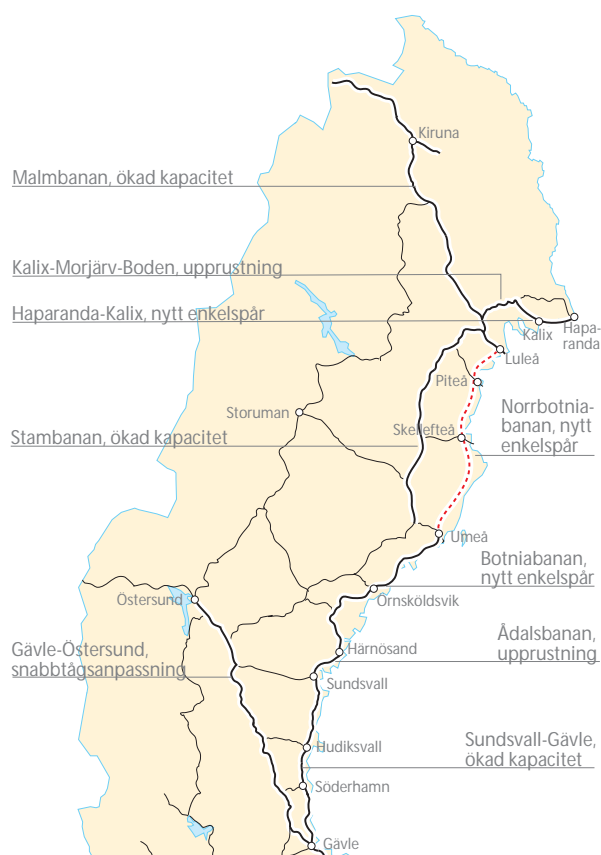 Kiruna
Malmbanan, ökad kapacitet
Kalix-Morjärv-Boden, upprustning
Haparanda-Kalix, nytt enkelspår
Kalix
Hapa-
randa
Luleå
Piteå
Norrbotnia-
banan, nytt
enkelspår
Storuman
Skellefteå
Stambanan, ökad kapacitet
Umeå
Botniabanan,
nytt enkelspår
Östersund
Örnsköldsvik
Gävle-Östersund,
snabbtågsanpassning
Härnösand
Ådalsbanan,
upprustning
Sundsvall
Hudiksvall
Sundsvall-Gävle,
ökad kapacitet
Söderhamn
Gävle